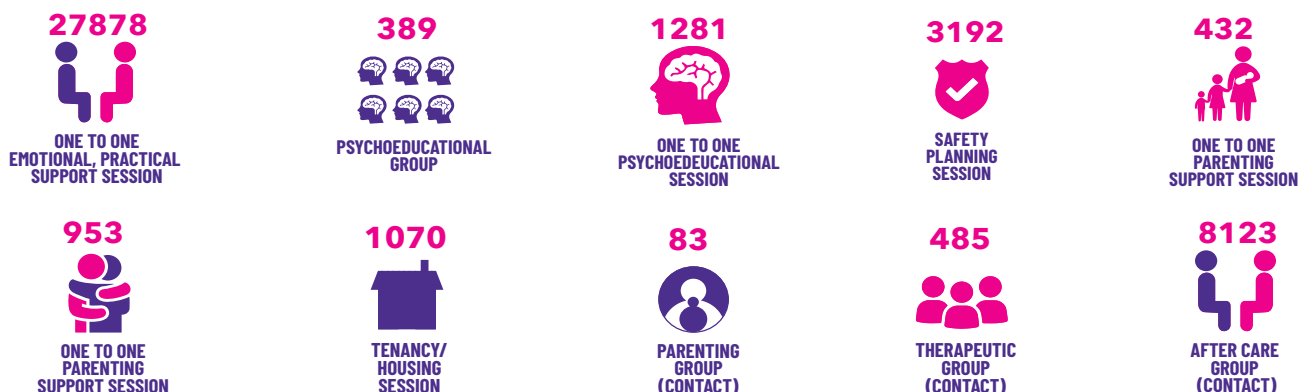 27878
ONE TO ONE
EMOTIONAL, PRACTICAL
SUPPORT SESSION
389
PSYCHOEDUCATIONAL
GROUP
1281
ONE TO ONE
PSYCHOEDEUCATIONAL
SESSION
3192
SAFETY
PLANNING
SESSION
432
ONE TO ONE
PARENTING
SUPPORT SESSION
953
ONE TO ONE
PARENTING
SUPPORT SESSION
1070
TENANCY/
HOUSING
SESSION
83
PARENTING
GROUP
(CONTACT)
485
THERAPEUTIC
GROUP
(CONTACT)
8123
AFTER CARE
GROUP
(CONTACT)